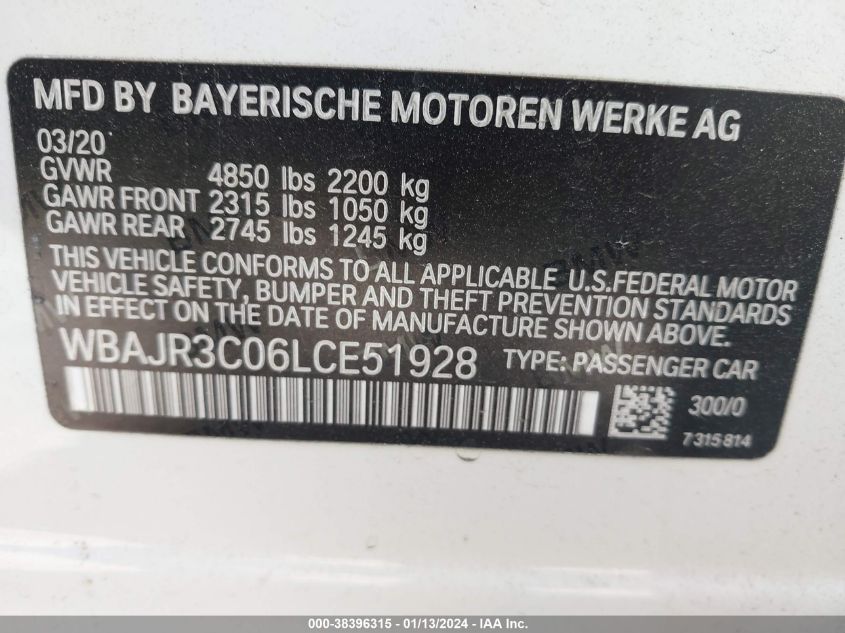 MFD BY BAYERISCHE MOTOREN WERKE AG
03/20
GVWR 4850 lbs 2200 kg
GAWR FRONT 2315 lbs 1050 kg
GAWR REAR 2745 lbs 1245 kg
THIS VEHICLE CONFORMS TO ALL APPLICABLE U.S.FEDERAL MOTOR
VEHICLE SAFETY, BUMPER AND THEFT PREVENTION STANDARDS
IN EFFECT ON THE DATE OF MANUFACTURE SHOWN ABOVE.
WBAJR3C06LCE51928 TYPE: PASSENGER CAR
300/0
7315814
000-38396315 - 01/13/2024 - IAA Inc.